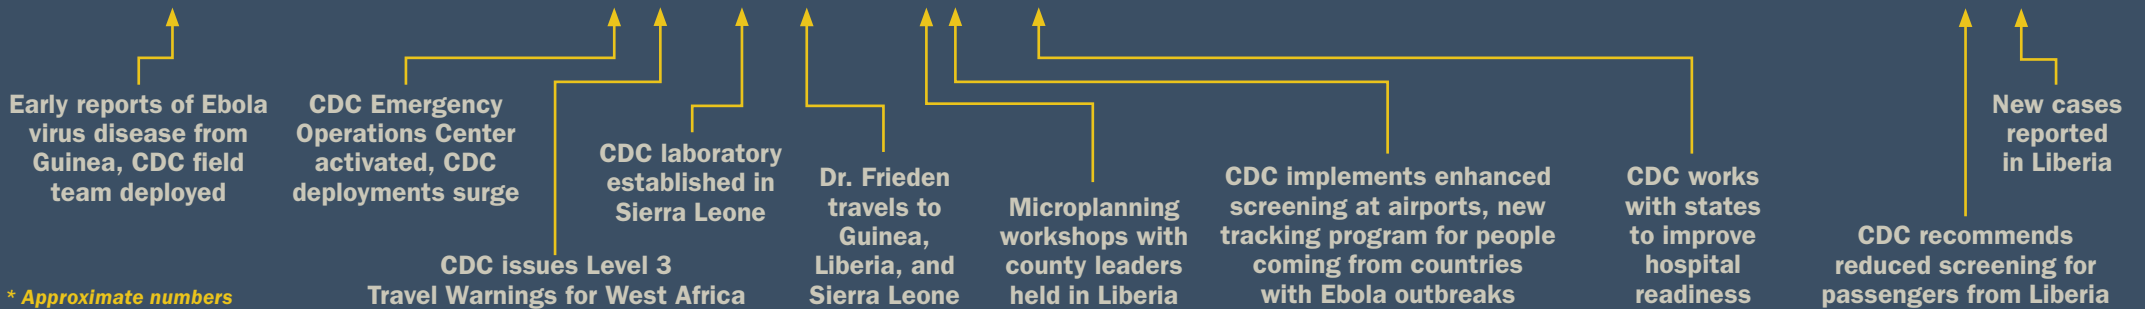 Early reports of Ebola
virus disease from
Guinea, CDC field
team deployed
CDC Emergency
Operations Center
activated, CDC
deployments surge
CDC issues Level 3
Travel Warnings for West Africa
CDC laboratory
established in
Sierra Leone
Dr. Frieden
travels to
Guinea,
Liberia, and
Sierra Leone
Microplanning
workshops with
county leaders
held in Liberia
CDC implements enhanced
screening at airports, new
tracking program for people
coming from countries
with Ebola outbreaks
CDC works
with states
to improve
hospital
readiness
CDC recommends
reduced screening for
passengers from Liberia
New cases
reported
in Liberia
* Approximate numbers